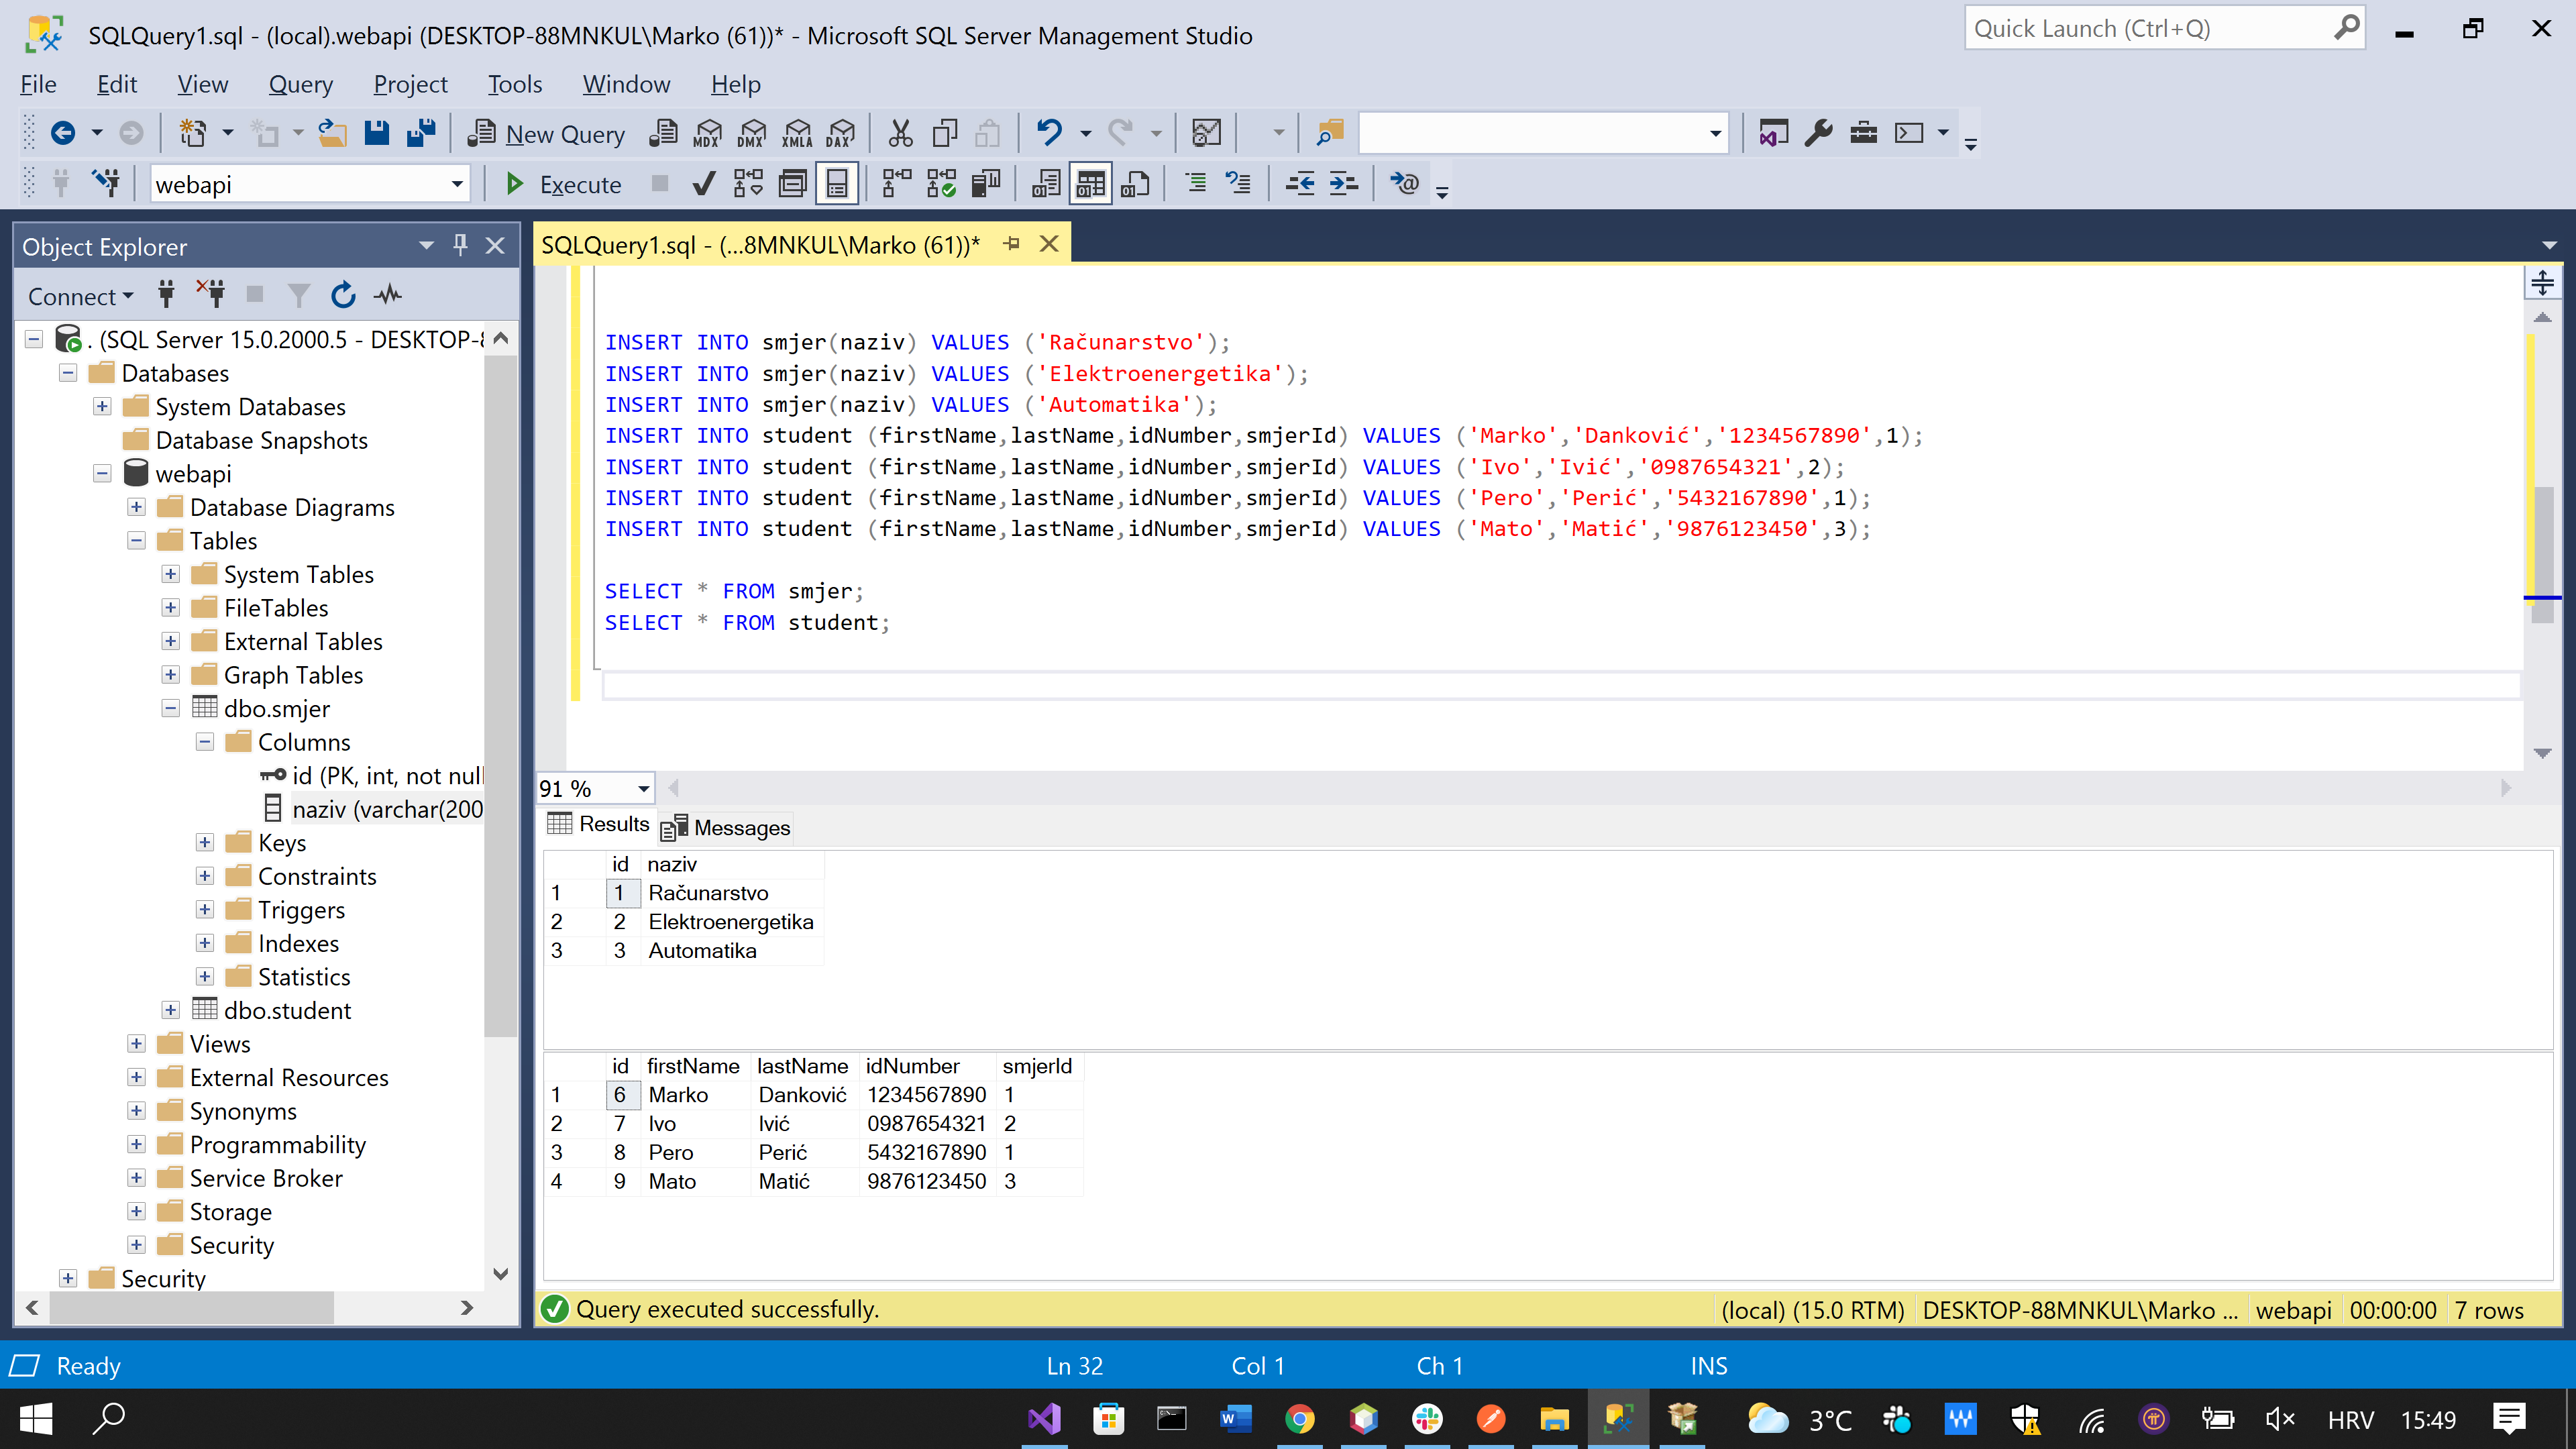 SQLQuery1.sql - (local).webapi (DESKTOP-88MNKUL\Marko (61))* - Microsoft SQL Server Management Studio
Quick Launch (Ctrl+Q)
File Edit View Query Project Tools Window Help
New Query MDX DMX XMLA DAX
webapi Execute
Object Explorer
Connect
. (SQL Server 15.0.2000.5 - DESKTOP-8
Databases
System Databases
Database Snapshots
webapi
Database Diagrams
Tables
System Tables
FileTables
External Tables
Graph Tables
dbo.smjer
Columns
id (PK, int, not null
naziv (varchar(200
Keys
Constraints
Triggers
Indexes
Statistics
dbo.student
Views
External Resources
Synonyms
Programmability
Service Broker
Storage
Security
Security
SQLQuery1.sql - (...8MNKUL\Marko (61))*
INSERT INTO smjer(naziv) VALUES ('Računarstvo');
INSERT INTO smjer(naziv) VALUES ('Elektroenergetika');
INSERT INTO smjer(naziv) VALUES ('Automatika');
INSERT INTO student (firstName,lastName,idNumber,smjerId) VALUES ('Marko','Danković','1234567890',1);
INSERT INTO student (firstName,lastName,idNumber,smjerId) VALUES ('Ivo','Ivić','0987654321',2);
INSERT INTO student (firstName,lastName,idNumber,smjerId) VALUES ('Pero','Perić','5432167890',1);
INSERT INTO student (firstName,lastName,idNumber,smjerId) VALUES ('Mato','Matić','9876123450',3);
SELECT * FROM smjer;
SELECT * FROM student;
91 %
Results Messages
id naziv
1 1 Računarstvo
2 2 Elektroenergetika
3 3 Automatika
id firstName lastName idNumber smjerId
1 6 Marko Danković 1234567890 1
2 7 Ivo Ivić 0987654321 2
3 8 Pero Perić 5432167890 1
4 9 Mato Matić 9876123450 3
Query executed successfully. (local) (15.0 RTM) DESKTOP-88MNKUL\Marko ... webapi 00:00:00 7 rows
Ready Ln 32 Col 1 Ch 1 INS
3°C HRV 15:49